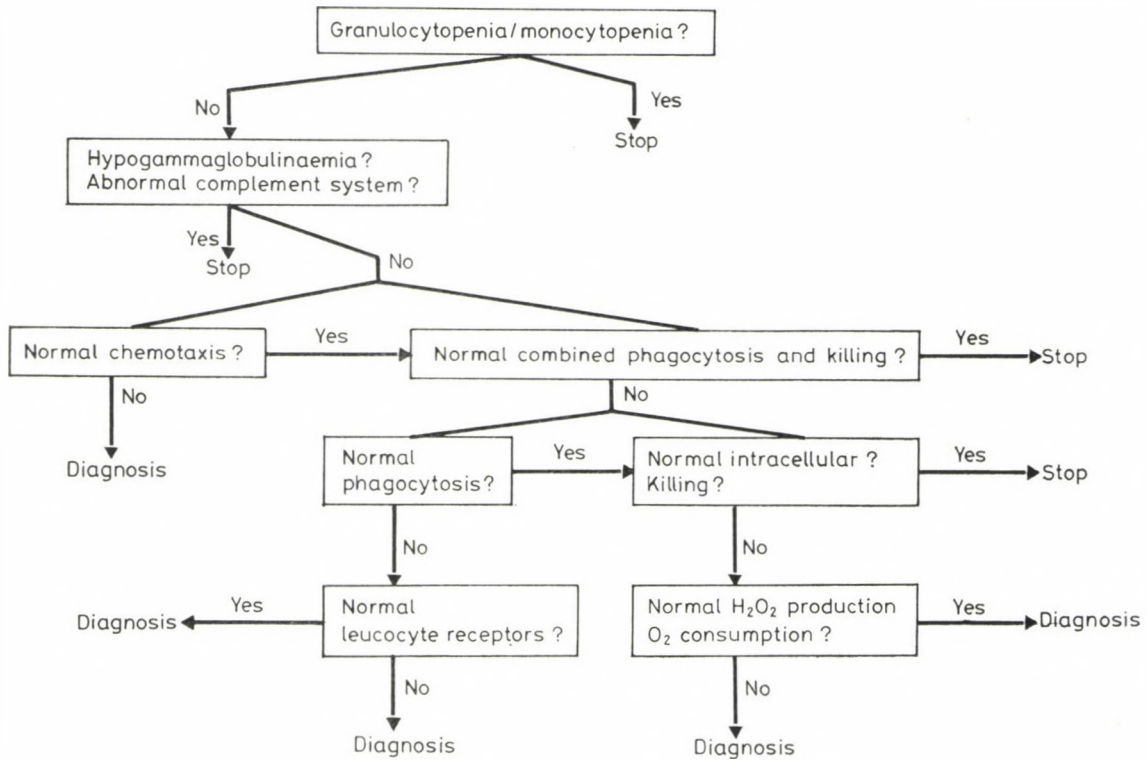 Granulocytopenia/monocytopenia?
No
Yes
Stop
Hypogammaglobulinaemia?
Abnormal complement system?
Yes
Stop
No
Normal chemotaxis?
Yes
Normal combined phagocytosis and killing?
Yes
Stop
No
Diagnosis
No
Normal
phagocytosis?
Yes
Normal intracellular?
Killing?
Yes
Stop
No
No
Diagnosis
Yes
Normal
leucocyte receptors?
Normal H₂O₂ production
O₂ consumption?
Yes
Diagnosis
No
Diagnosis
No
Diagnosis